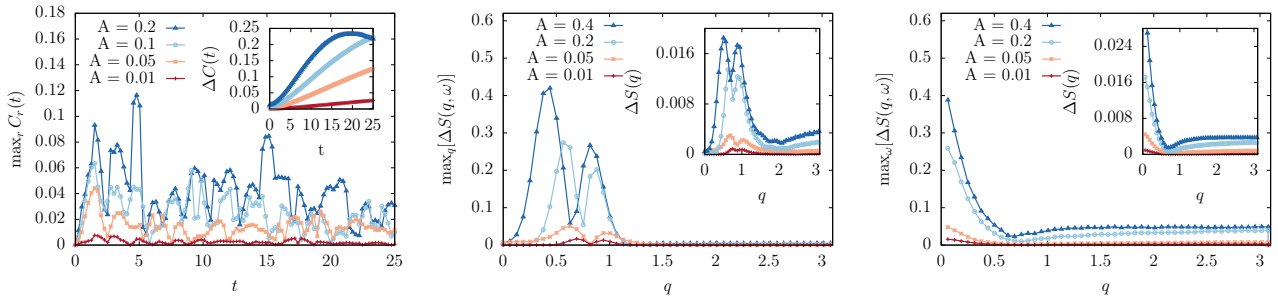 max_r C_r(t)
0.18
0.16
0.14
0.12
0.1
0.08
0.06
0.04
0.02
0
A = 0.2
A = 0.1
A = 0.05
A = 0.01
ΔC(t)
0.25
0.20
0.15
0.10
0.05
0
0 5 10 15 20 25
t
0 5 10 15 20 25
t
max_q[ΔS(q, ω)]
0.6
0.5
0.4
0.3
0.2
0.1
0
A = 0.4
A = 0.2
A = 0.05
A = 0.01
ΔS(q)
0.016
0.008
0.000
0 1 2 3
q
0 0.5 1 1.5 2 2.5 3
q
max_ω[ΔS(q, ω)]
0.6
0.5
0.4
0.3
0.2
0.1
0
A = 0.4
A = 0.2
A = 0.05
A = 0.01
ΔS(q)
0.024
0.016
0.008
0.000
0 1 2 3
q
0 0.5 1 1.5 2 2.5 3
q